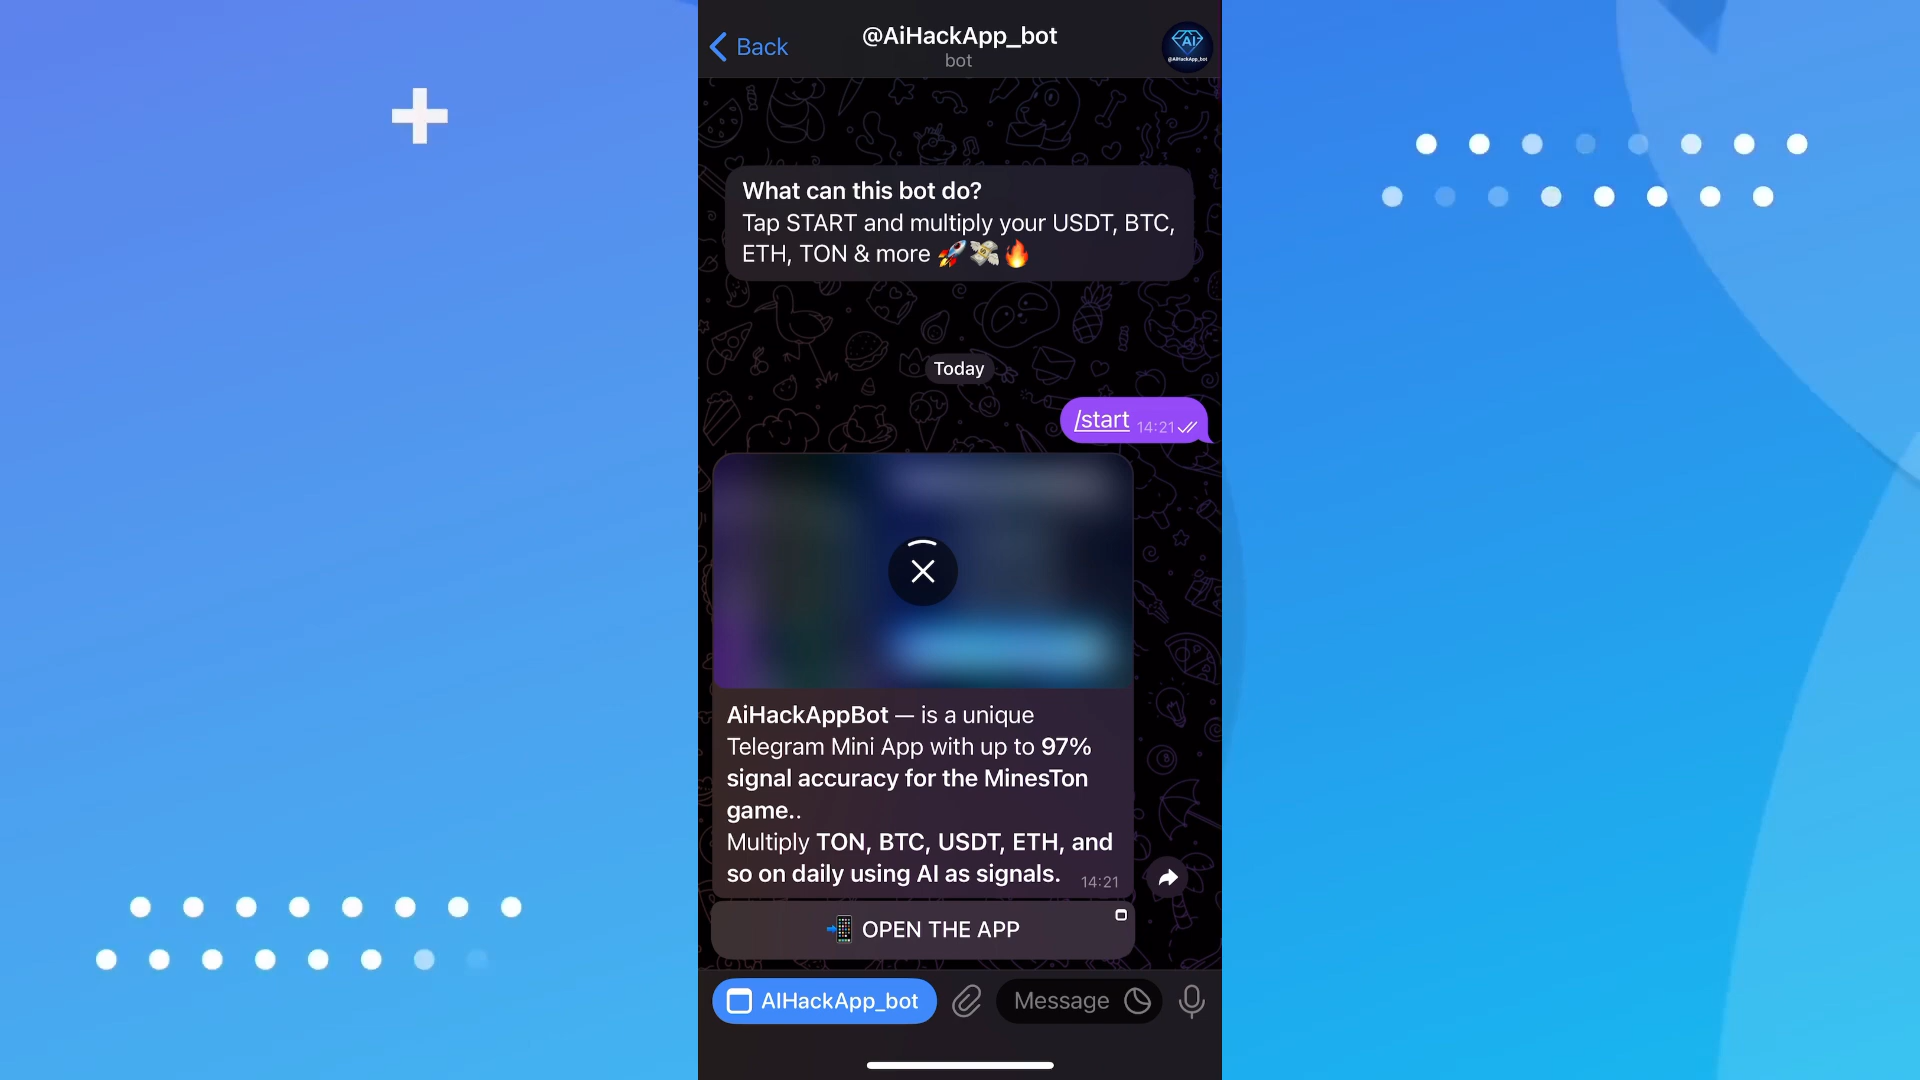 Back
@AiHackApp_bot
bot
AI
@AiHackApp_bot
What can this bot do?
Tap START and multiply your USDT, BTC,
ETH, TON & more 🚀💸🔥
Today
/start 14:21
AiHackAppBot — is a unique
Telegram Mini App with up to 97%
signal accuracy for the MinesTon
game..
Multiply TON, BTC, USDT, ETH, and
so on daily using AI as signals. 14:21
📲 OPEN THE APP
AIHackApp_bot
Message